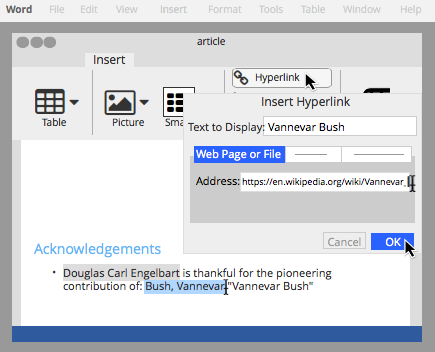 Word File Edit View Insert Format Tools Table Window Help
article
Insert
Hyperlink
Table Picture Sma
Insert Hyperlink
Text to Display: Vannevar Bush
Web Page or File
Address: https://en.wikipedia.org/wiki/Vannevar_
Cancel OK
Acknowledgements
• Douglas Carl Engelbart is thankful for the pioneering
contribution of: Bush, Vannevar "Vannevar Bush"